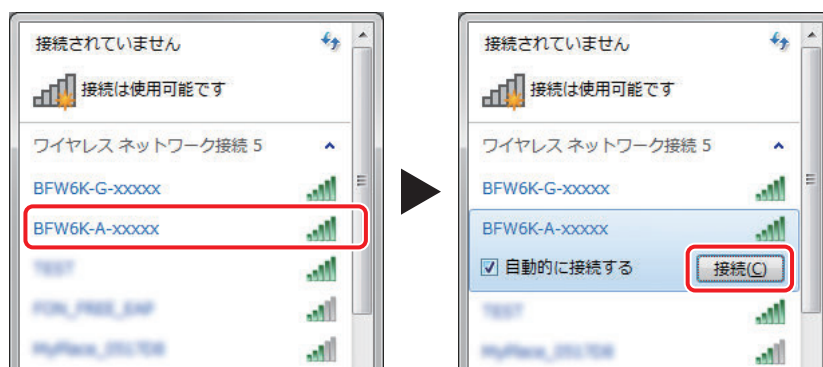 接続されていません
接続は使用可能です
ワイヤレス ネットワーク接続 5
BFW6K-G-xxxxx
BFW6K-A-xxxxx
接続されていません
接続は使用可能です
ワイヤレス ネットワーク接続 5
BFW6K-G-xxxxx
BFW6K-A-xxxxx
自動的に接続する 接続(C)